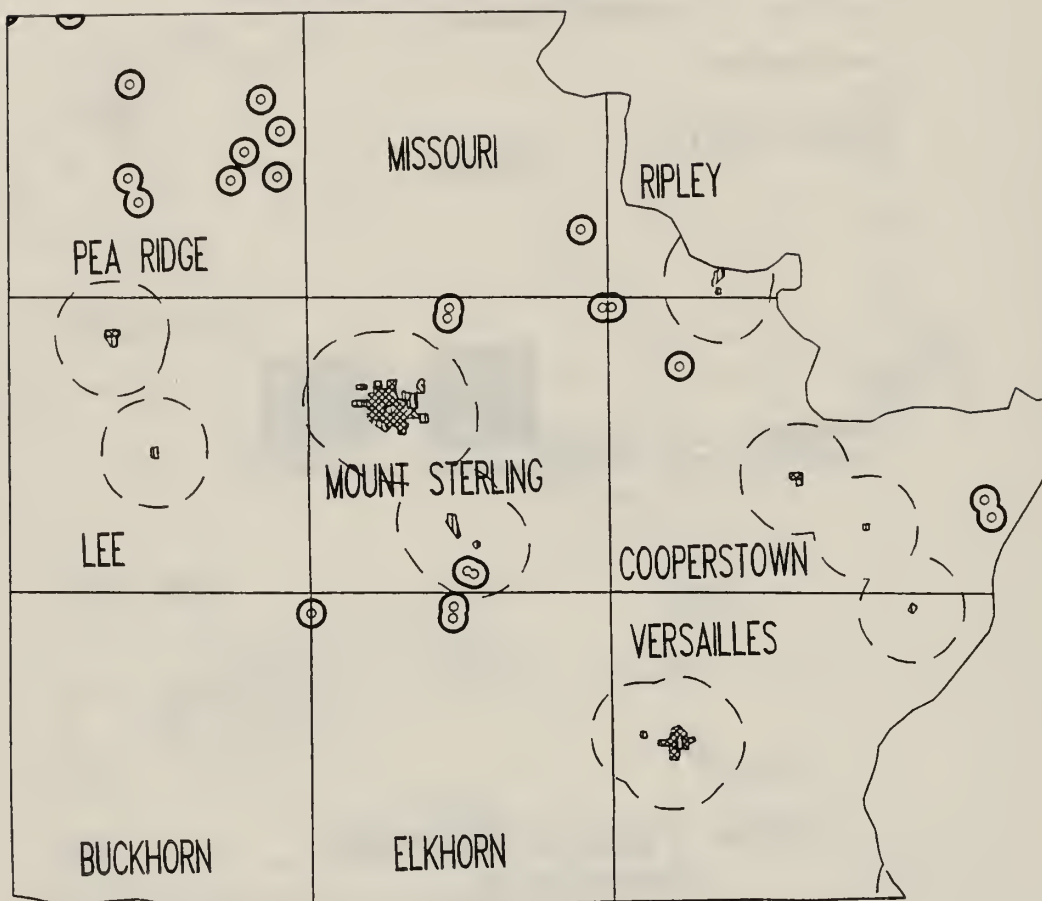 MISSOURI
RIPLEY
PEA RIDGE
MOUNT STERLING
LEE
COOPERSTOWN
VERSAILLES
BUCKHORN
ELKHORN